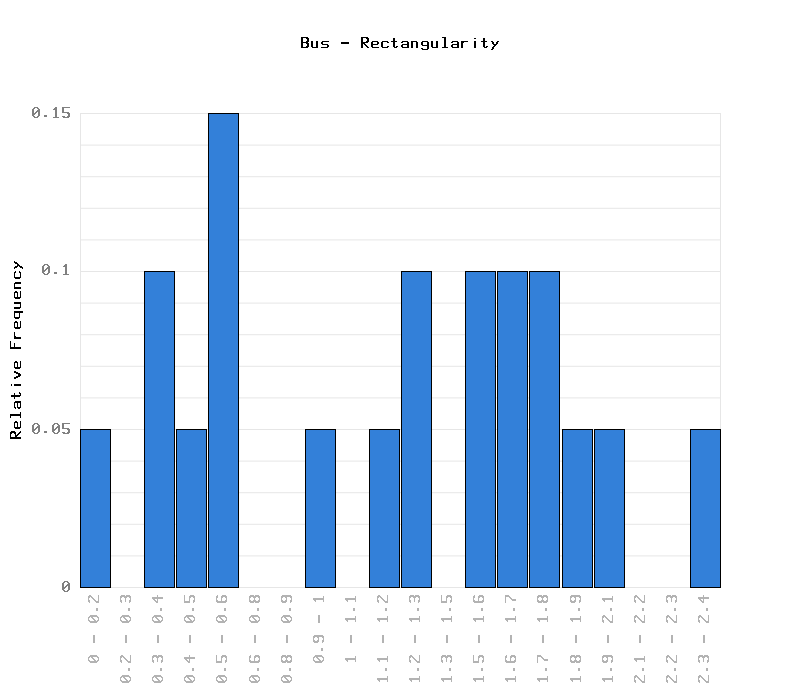 Bus - Rectangularity
Relative Frequency
0.15
0.1
0.05
0
0 - 0.2
0.2 - 0.3
0.3 - 0.4
0.4 - 0.5
0.5 - 0.6
0.6 - 0.8
0.8 - 0.9
0.9 - 1
1 - 1.1
1.1 - 1.2
1.2 - 1.3
1.3 - 1.5
1.5 - 1.6
1.6 - 1.7
1.7 - 1.8
1.8 - 1.9
1.9 - 2.1
2.1 - 2.2
2.2 - 2.3
2.3 - 2.4